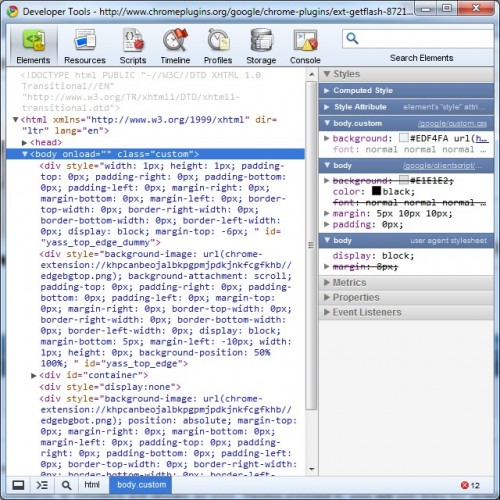 Developer Tools - http://www.chromeplugins.org/google/chrome-plugins/ext-getflash-8721...
Elements Resources Scripts Timeline Profiles Storage Console Search Elements
<!DOCTYPE html PUBLIC "-//W3C//DTD XHTML 1.0
Transitional//EN"
"http://www.w3.org/TR/xhtml1/DTD/xhtml1-
transitional.dtd">
<html xmlns="http://www.w3.org/1999/xhtml" dir=
"ltr" lang="en">
<head>
<body onload="" class="custom">
<div style="width: 1px; height: 1px; padding-
top: 0px; padding-right: 0px; padding-bottom:
0px; padding-left: 0px; margin-right: 0px;
margin-bottom: 0px; margin-left: 0px; border-
top-width: 0px; border-right-width: 0px;
border-bottom-width: 0px; border-left-width:
0px; display: block; margin-top: -6px; " id=
"yass_top_edge_dummy">
<div style="background-image: url(chrome-
extension://khpcanbeojalbkpgpmjpdkjnkfcgfkhb//
edgebgtop.png); background-attachment: scroll;
padding-top: 0px; padding-right: 0px; padding-
bottom: 0px; padding-left: 0px; margin-top:
0px; margin-right: 0px; border-top-width: 0px;
border-right-width: 0px; border-bottom-width:
0px; border-left-width: 0px; display: block;
margin-bottom: 5px; margin-left: -10px; width:
1px; height: 0px; background-position: 50%
100%; " id="yass_top_edge">
<div id="container">
<div style="display:none">
<div style="background-image: url(chrome-
extension://khpcanbeojalbkpgpmjpdkjnkfcgfkhb//
edgebgbot.png); position: absolute; margin-
top: 0px; margin-right: 0px; margin-bottom:
0px; margin-left: 0px; padding-top: 0px;
padding-right: 0px; padding-bottom: 0px;
padding-left: 0px; border-top-width: 0px;
border-right-width: 0px; border-bottom-width:
Styles
Computed Style
Style Attribute element's "style" attri...
body.custom /google/custom.css
background: #EDF4FA url(h...
font: normal normal normal ...
body /google/clientscript/...
background: #E1E1E2;
color: black;
font: normal normal normal ...
margin: 5px 10px 10px;
padding: 0px;
body user agent stylesheet
display: block;
margin: 8px;
Metrics
Properties
Event Listeners
html body.custom 12